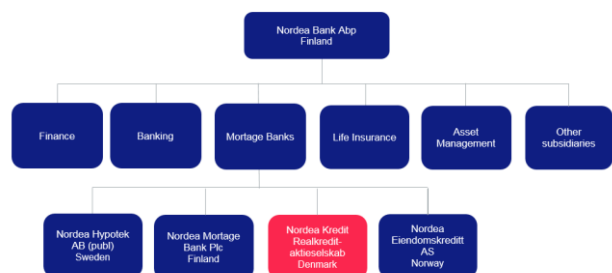 Nordea Bank Abp
Finland
Finance
Banking
Mortage Banks
Life Insurance
Asset
Management
Other
subsidiaries
Nordea Hypotek
AB (publ)
Sweden
Nordea Mortage
Bank Plc
Finland
Nordea Kredit
Realkredit-
aktieselskab
Denmark
Nordea
Eiendomskreditt
AS
Norway